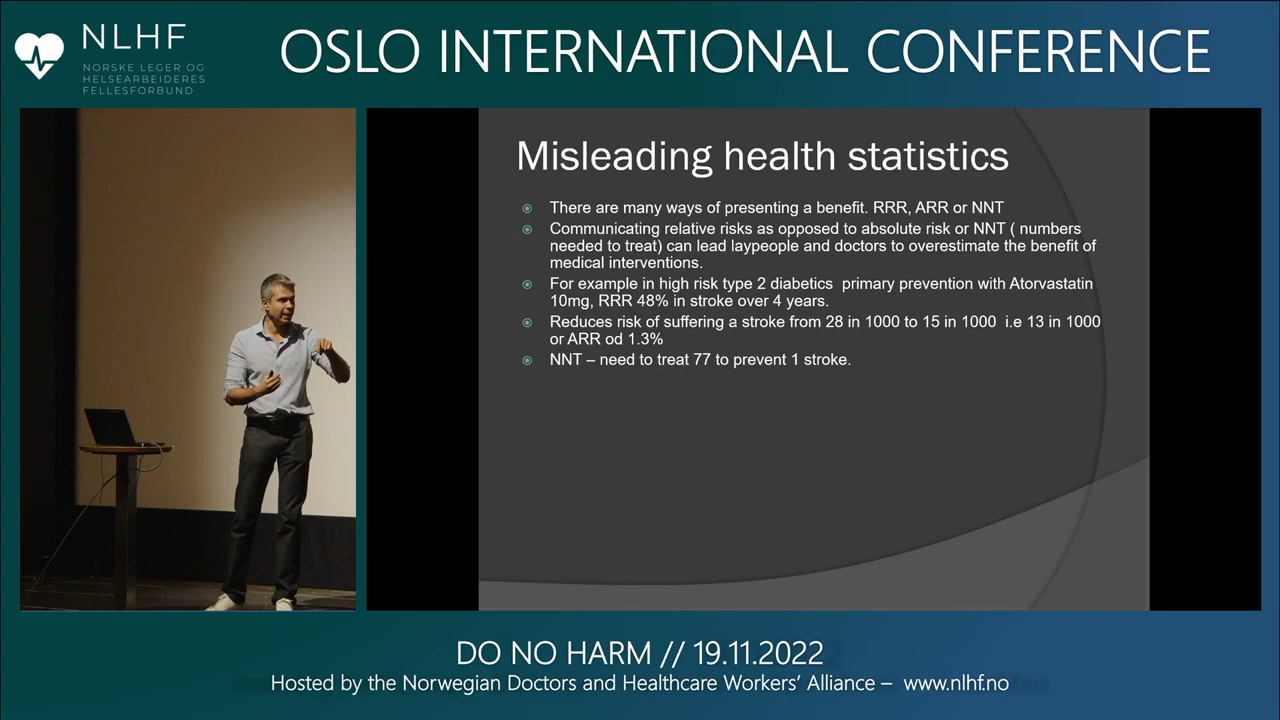 NLHF
NORSKE LEGER OG
HELSEARBEIDERES
FELLESFORBUND
OSLO INTERNATIONAL CONFERENCE
Misleading health statistics
There are many ways of presenting a benefit. RRR, ARR or NNT
Communicating relative risks as opposed to absolute risk or NNT ( numbers
needed to treat) can lead laypeople and doctors to overestimate the benefit of
medical interventions.
For example in high risk type 2 diabetics primary prevention with Atorvastatin
10mg, RRR 48% in stroke over 4 years.
Reduces risk of suffering a stroke from 28 in 1000 to 15 in 1000 i.e 13 in 1000
or ARR od 1.3%
NNT – need to treat 77 to prevent 1 stroke.
DO NO HARM // 19.11.2022
Hosted by the Norwegian Doctors and Healthcare Workers' Alliance – www.nlhf.no